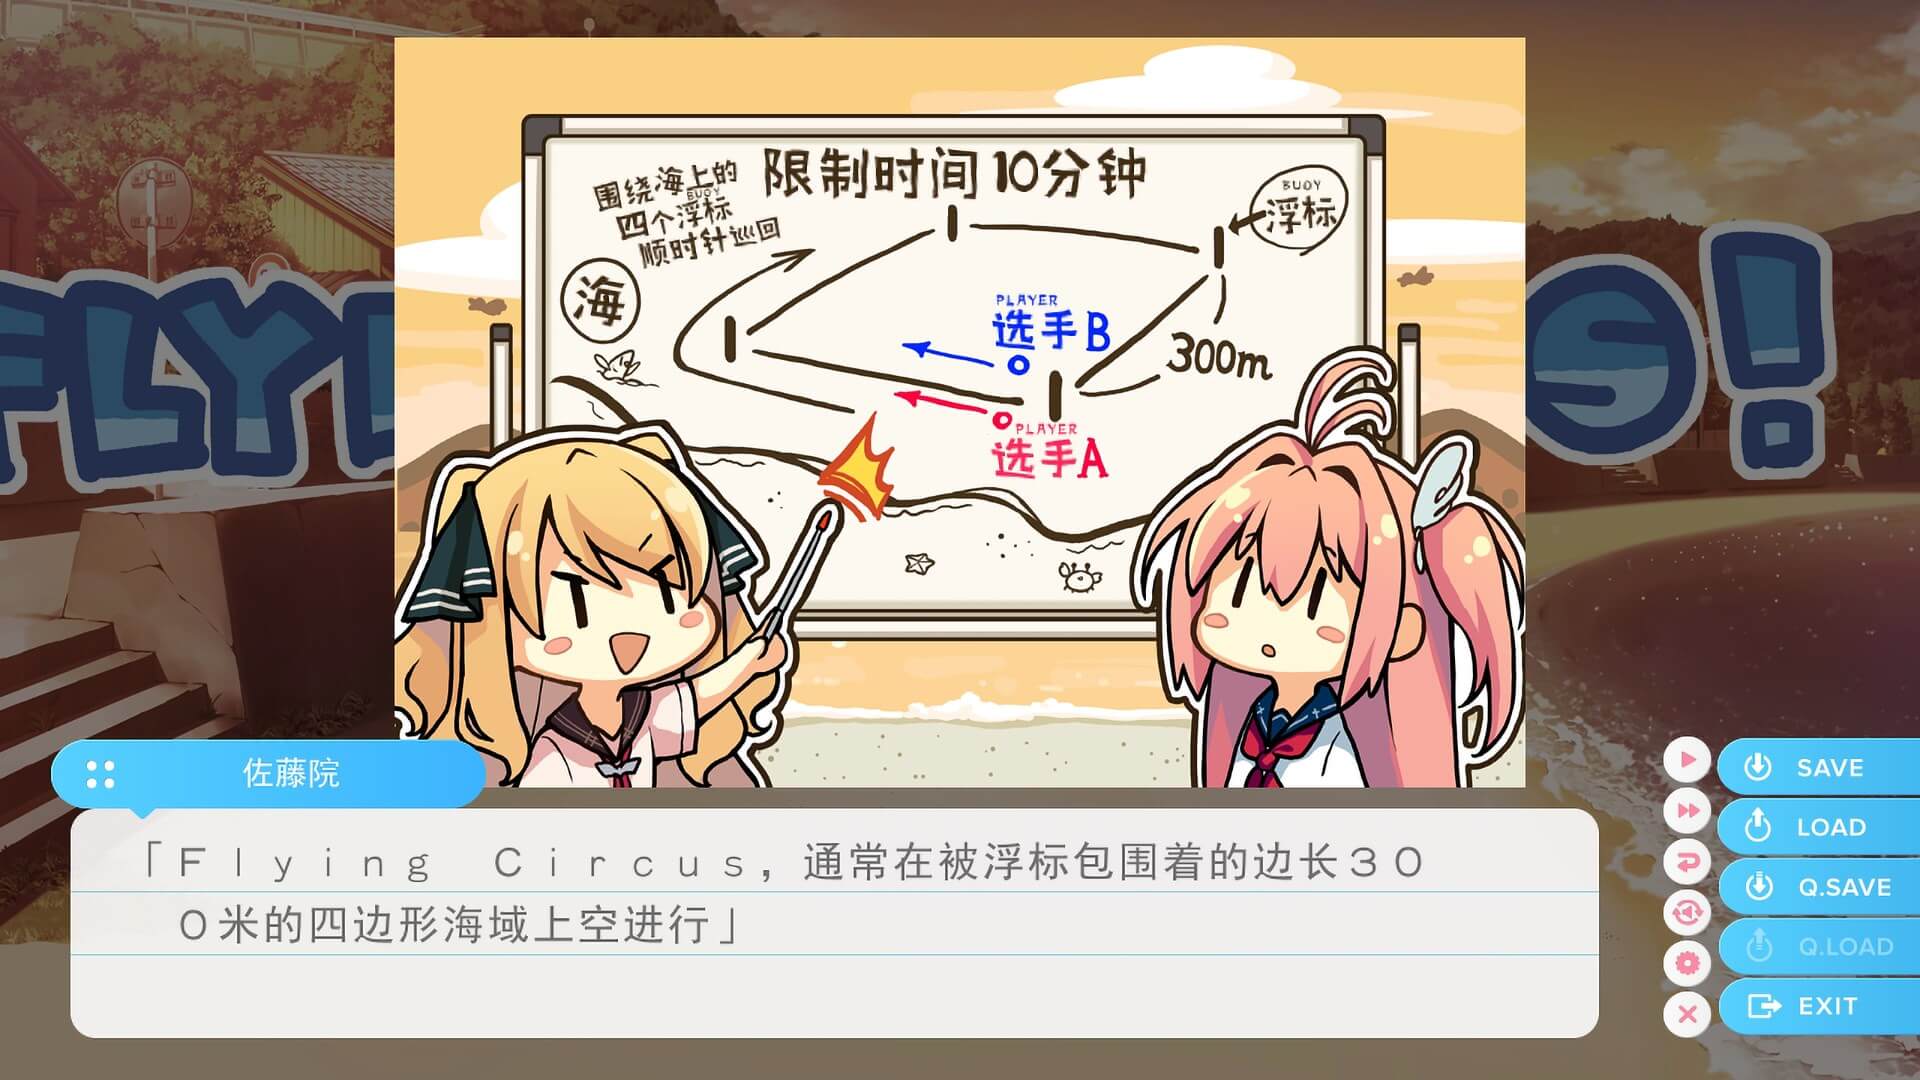 限制时间10分钟
围绕海上的
BUOY
四个浮标
顺时针巡回
BUOY
浮标
海
PLAYER
选手B
300m
PLAYER
选手A
FLY
S!
佐藤院
「Ｆｌｙｉｎｇ　Ｃｉｒｃｕｓ，通常在被浮标包围着的边长３０
０米的四边形海域上空进行」
SAVE
LOAD
Q.SAVE
Q.LOAD
EXIT